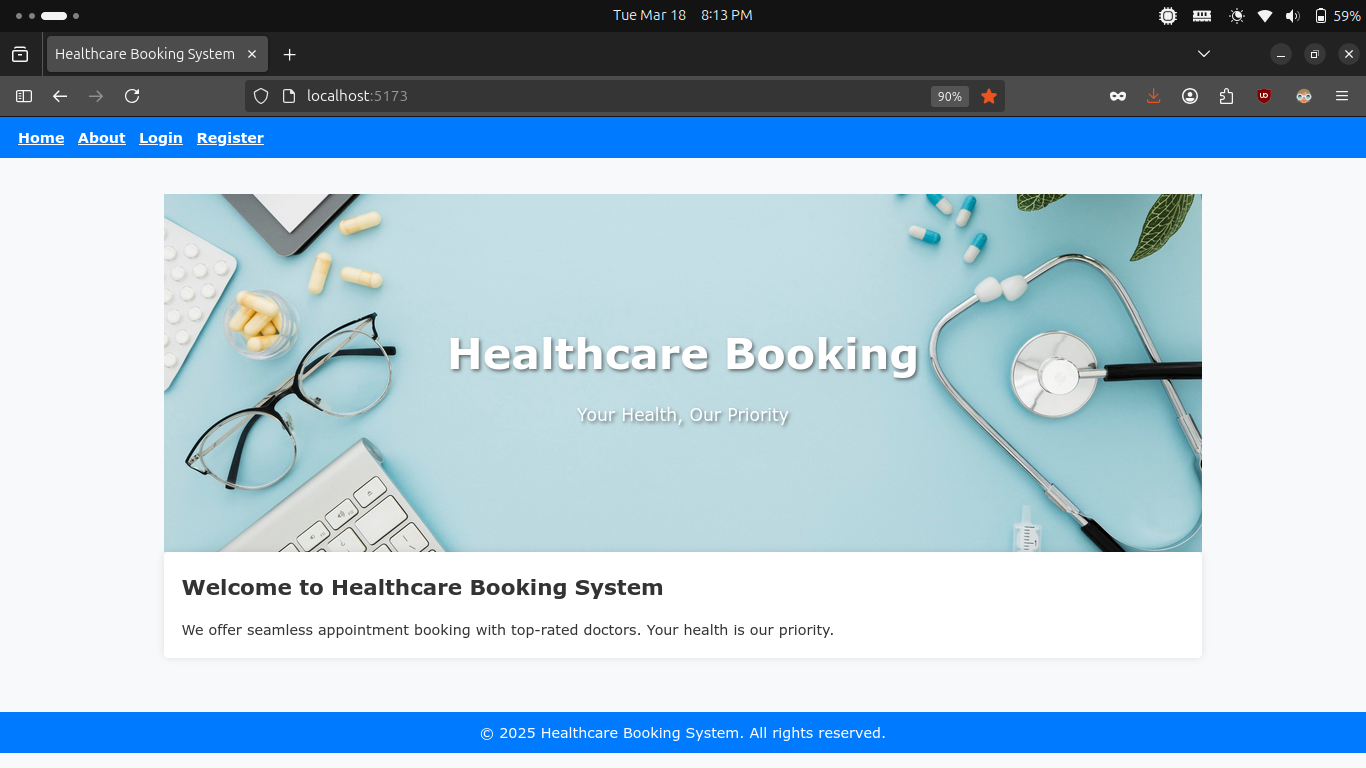 Tue Mar 18 8:13 PM
59%
Healthcare Booking System
localhost:5173
90%
Home About Login Register
Healthcare Booking
Your Health, Our Priority
Welcome to Healthcare Booking System
We offer seamless appointment booking with top-rated doctors. Your health is our priority.
© 2025 Healthcare Booking System. All rights reserved.